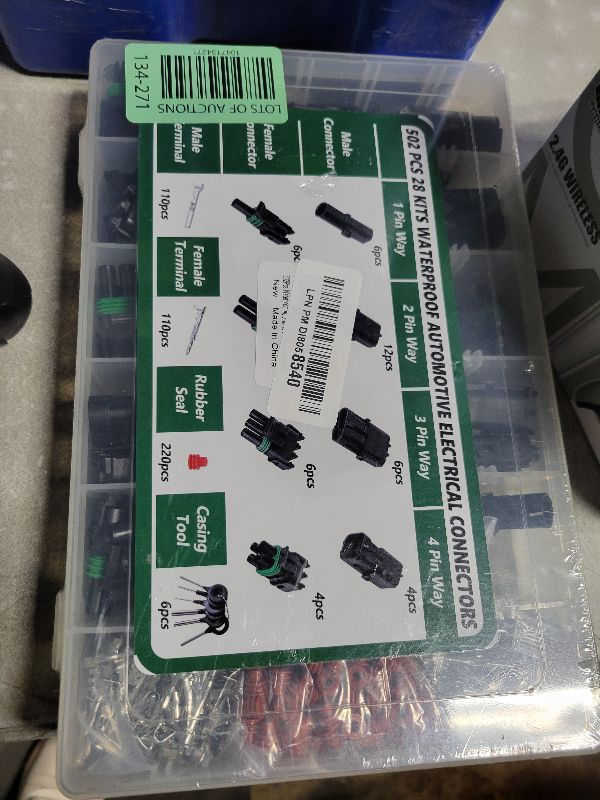 LOTS OF AUCTIONS
1047134271
134-271
502 PCS 28 KITS WATERPROOF AUTOMOTIVE ELECTRICAL CONNECTORS
1 Pin Way
2 Pin Way
3 Pin Way
4 Pin Way
Male
Connector
6pcs
12pcs
6pcs
4pcs
Female
Connector
6pcs
6pcs
4pcs
LPN PM DI805 8540
New
Made in China
Male
Terminal
110pcs
Female
Terminal
110pcs
Rubber
Seal
220pcs
Casing
Tool
6pcs
2.4G WIRELESS